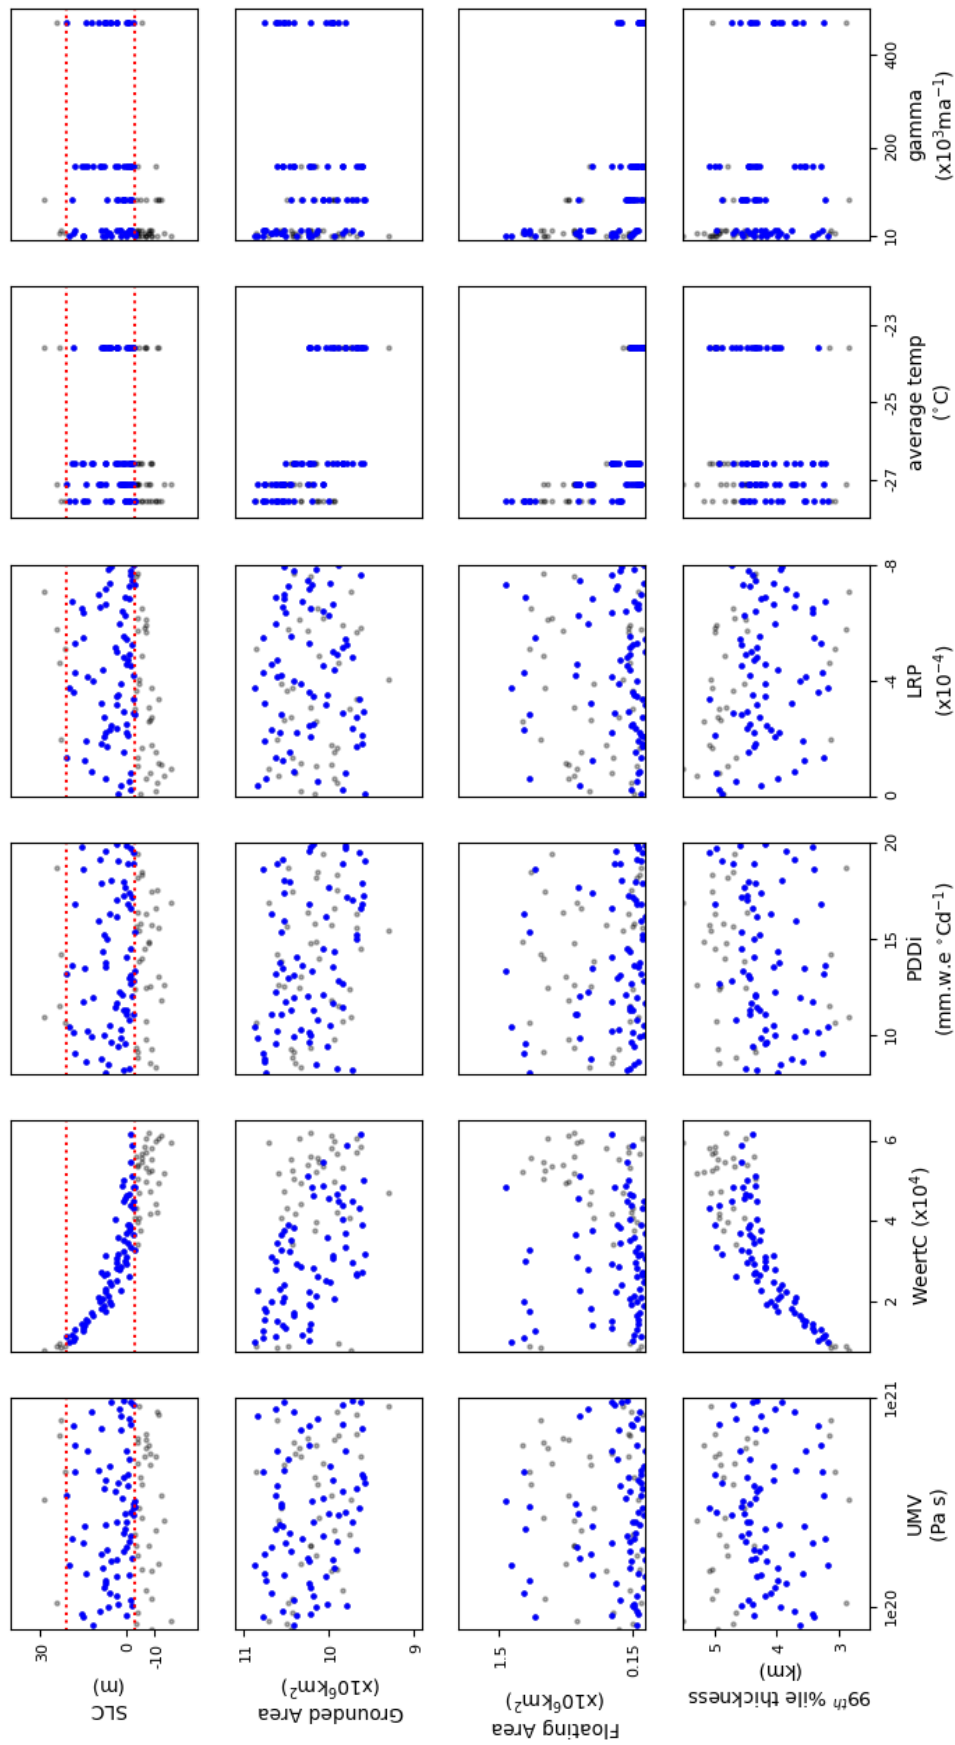 SLC
(m)
30
0
-10
Grounded Area
(x10⁶km²)
11
10
9
Floating Area
(x10⁶km²)
1.5
0.15
99th %ile thickness
(km)
5
4
3
1e20
1e21
UMV
(Pa s)
2
4
6
WeertC (x10⁴)
10
15
20
PDDi
(mm.w.e°Cd⁻¹)
0
-4
-8
LRP
(x10⁻⁴)
-27
-25
-23
average temp
(°C)
10
200
400
gamma
(x10³ma⁻¹)